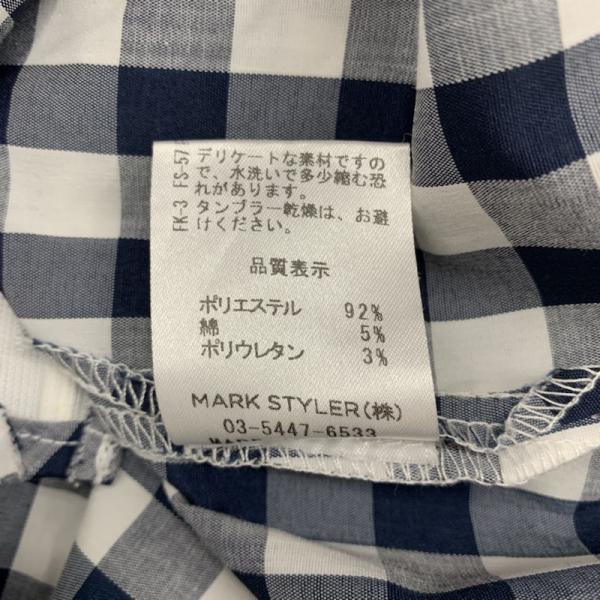 デリケートな素材ですの
で、水洗いで多少縮む恐
れがあります。
タンブラー乾燥は、お避
けください。
品質表示
ポリエステル 92%
綿 5%
ポリウレタン 3%
MARK STYLER(株)
03-5447-6533
FK-3 FS-57